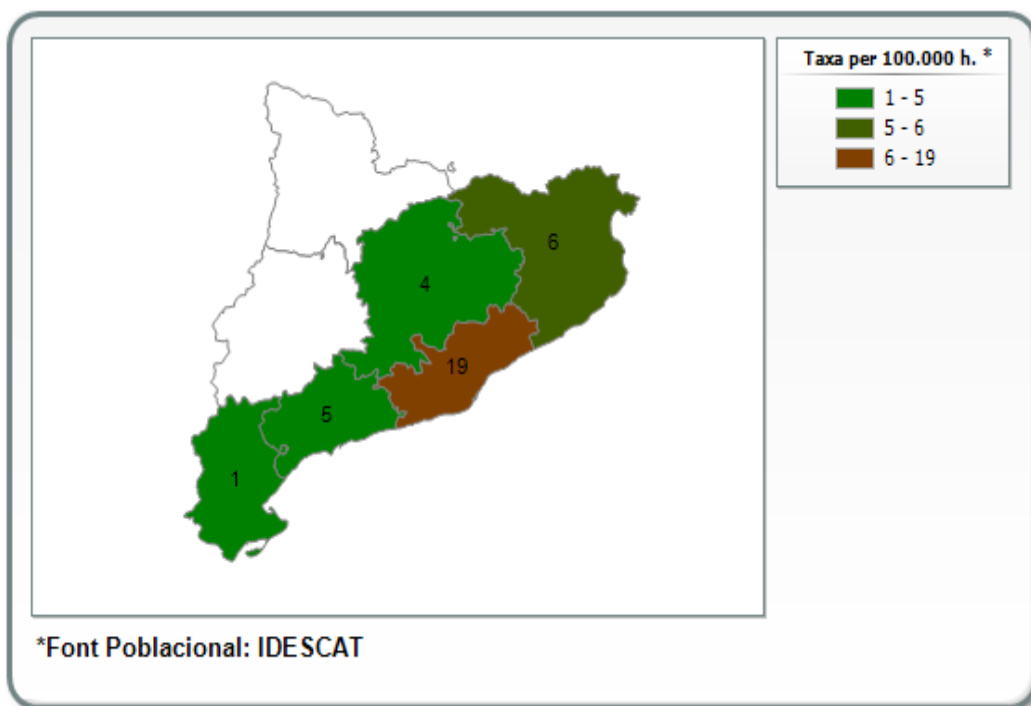 Taxa per 100.000 h. *
1 - 5
5 - 6
6 - 19
6
4
19
5
1
*Font Poblacional: IDESCAT